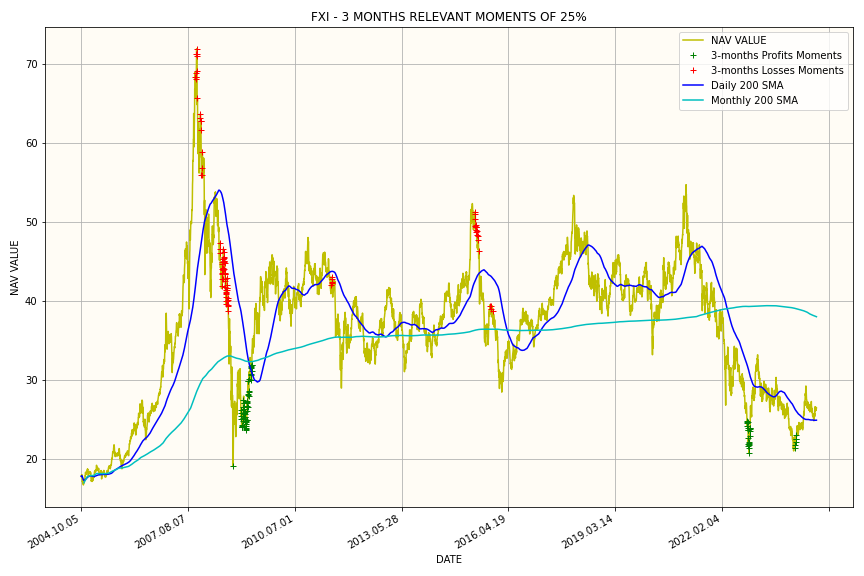 FXI - 3 MONTHS RELEVANT MOMENTS OF 25%
NAV VALUE
3-months Profits Moments
3-months Losses Moments
Daily 200 SMA
Monthly 200 SMA
70
60
50
40
30
20
NAV VALUE
2004.10.05
2007.08.07
2010.07.01
2013.05.28
2016.04.19
2019.03.14
2022.02.04
DATE